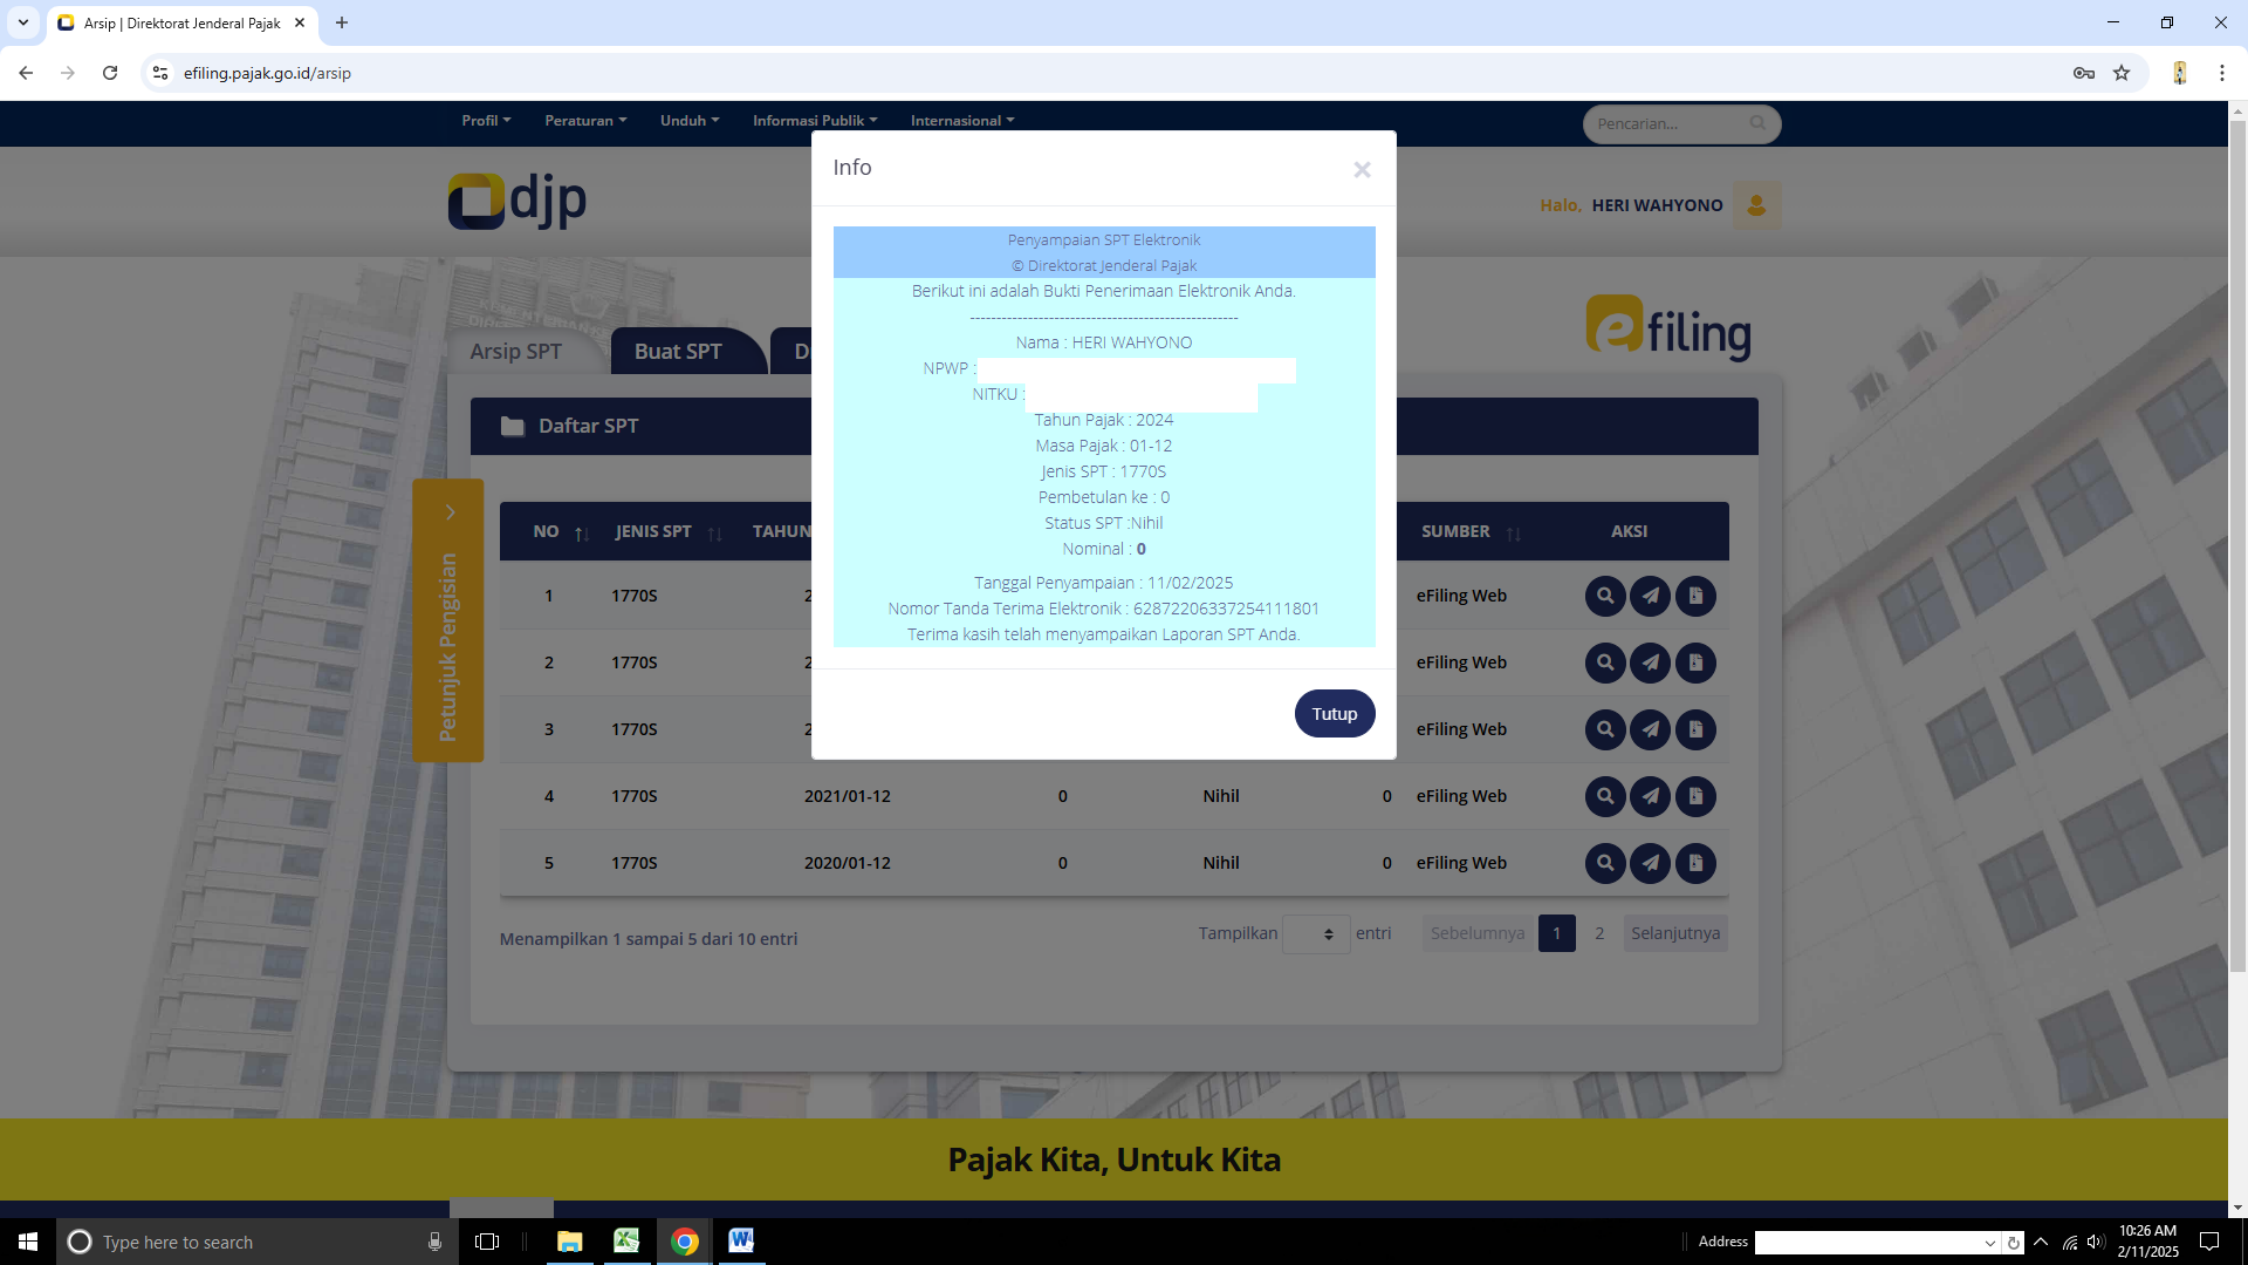 Arsip | Direktorat Jenderal Pajak
efiling.pajak.go.id/arsip
Profil Peraturan Unduh Informasi Publik Internasional
Pencarian...
djp
Halo, HERI WAHYONO
efiling
Arsip SPT Buat SPT D
Daftar SPT
Petunjuk Pengisian
NO JENIS SPT TAHUN SUMBER AKSI
1 1770S 2 eFiling Web
2 1770S 2 eFiling Web
3 1770S 2 eFiling Web
4 1770S 2021/01-12 0 Nihil 0 eFiling Web
5 1770S 2020/01-12 0 Nihil 0 eFiling Web
Menampilkan 1 sampai 5 dari 10 entri
Tampilkan entri Sebelumnya 1 2 Selanjutnya
Info
Penyampaian SPT Elektronik
© Direktorat Jenderal Pajak
Berikut ini adalah Bukti Penerimaan Elektronik Anda.
--------------------------------------------------
Nama : HERI WAHYONO
NPWP :
NITKU :
Tahun Pajak : 2024
Masa Pajak : 01-12
Jenis SPT : 1770S
Pembetulan ke : 0
Status SPT :Nihil
Nominal : 0
Tanggal Penyampaian : 11/02/2025
Nomor Tanda Terima Elektronik : 62872206337254111801
Terima kasih telah menyampaikan Laporan SPT Anda.
Tutup
Pajak Kita, Untuk Kita
Type here to search
Address
10:26 AM
2/11/2025